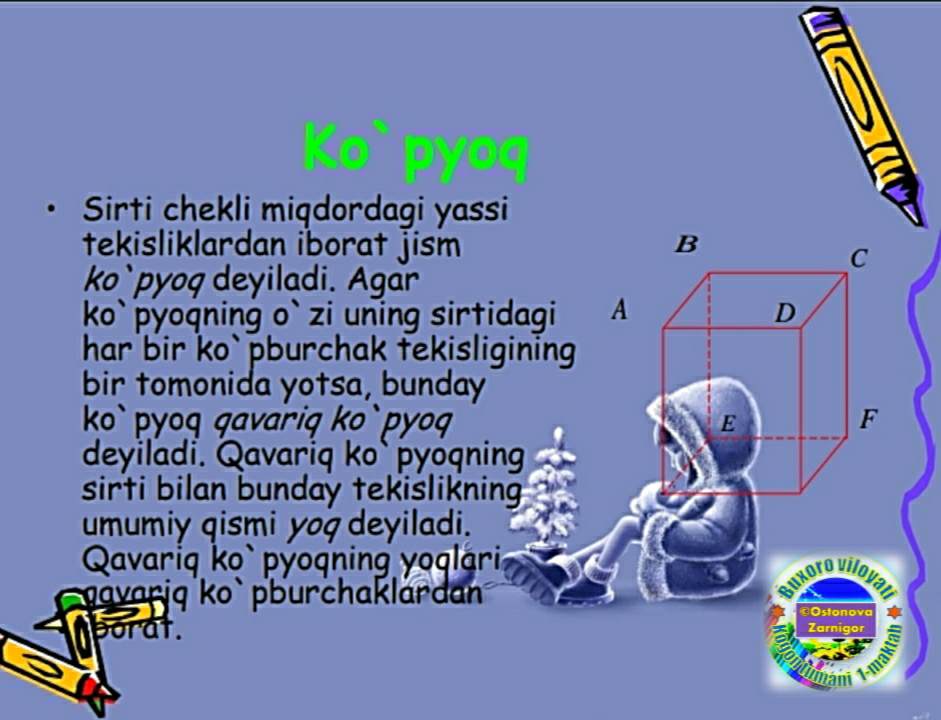 Ko`pyoq
• Sirti chekli miqdordagi yassi
tekisliklardan iborat jism
ko`pyoq deyiladi. Agar
ko`pyoqning o`zi uning sirtidagi
har bir ko`pburchak tekisligining
bir tomonida yotsa, bunday
ko`pyoq qavariq ko`pyoq
deyiladi. Qavariq ko`pyoqning
sirti bilan bunday tekislikning
umumiy qismi yoq deyiladi.
Qavariq ko`pyoqning yoqlari
qavariq ko`pburchaklardan
iborat.
B
C
A
D
E
F
Buxoro viloyati
©Ostonova
Zarnigor
Kogon tumani 1-maktab